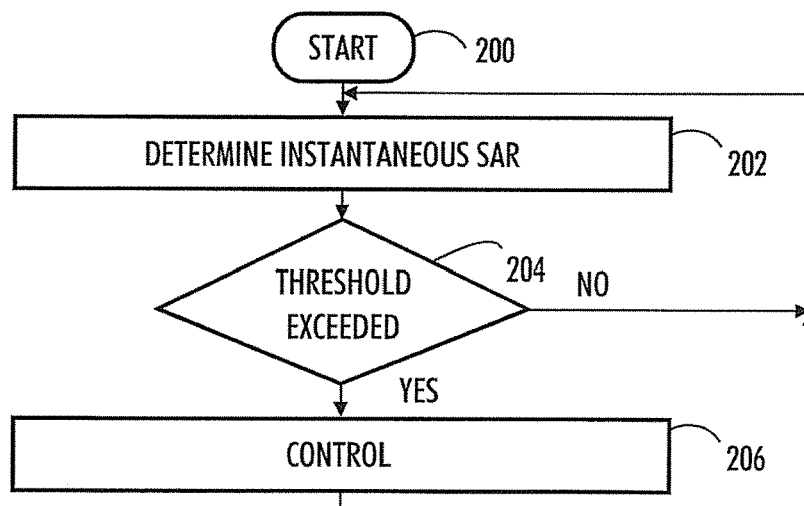 START
200
DETERMINE INSTANTANEOUS SAR
202
THRESHOLD
EXCEEDED
204
NO
YES
CONTROL
206